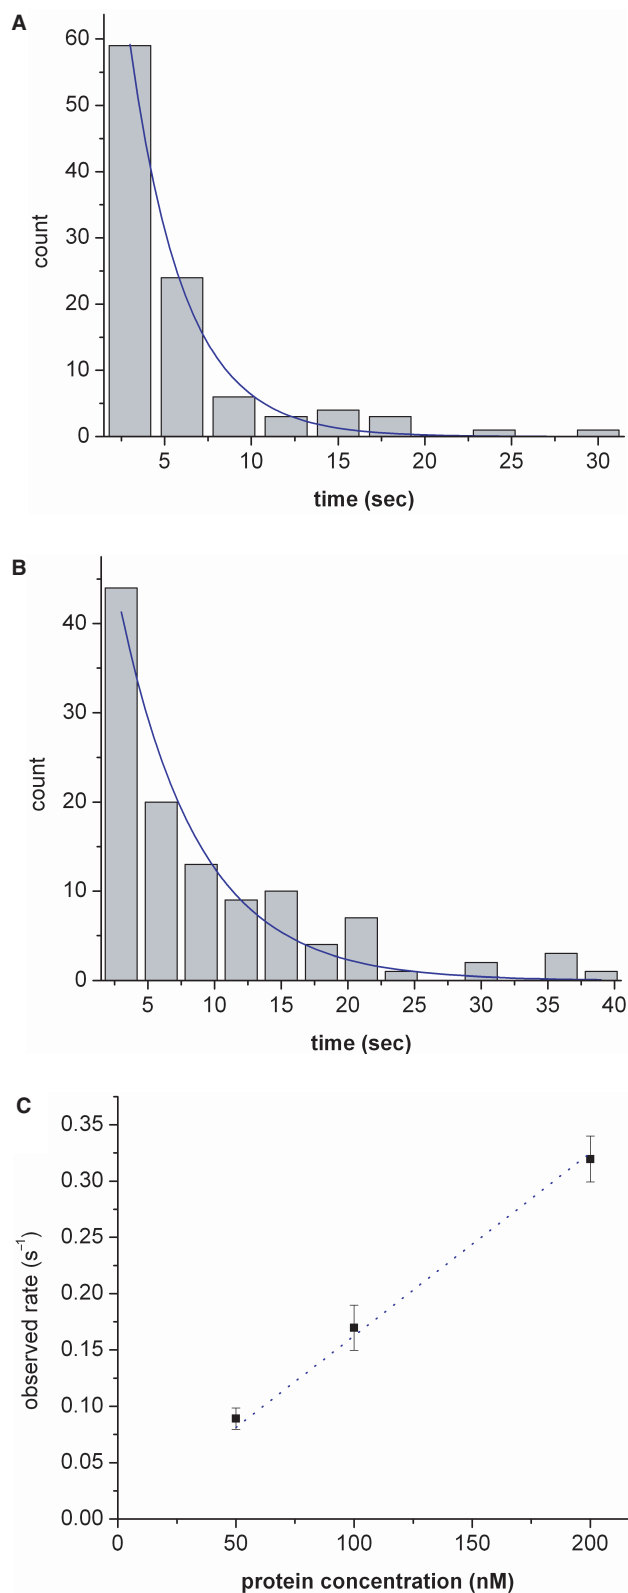 A
60
50
40
30
20
10
0
count
5 10 15 20 25 30
time (sec)
B
40
30
20
10
0
count
5 10 15 20 25 30 35 40
time (sec)
C
0.35
0.30
0.25
0.20
0.15
0.10
0.05
0.00
observed rate (s⁻¹)
0 50 100 150 200
protein concentration (nM)